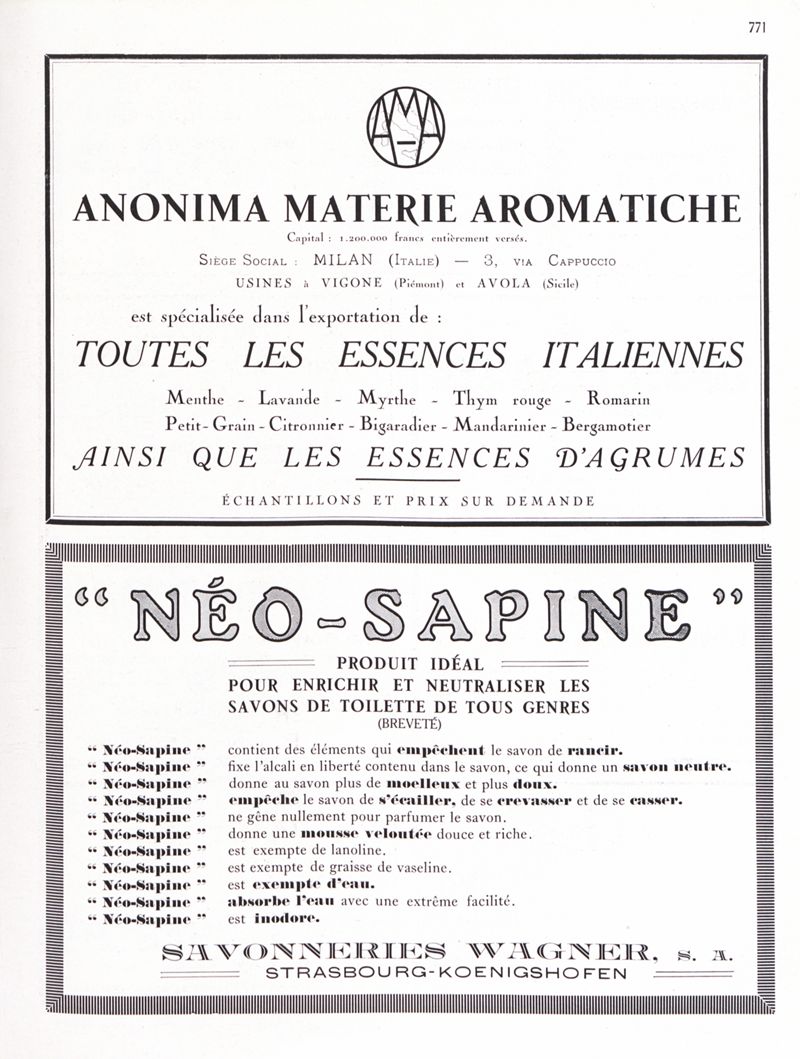 771
AMA
ANONIMA MATERIE AROMATICHE
Capital : 1.200.000 francs entièrement versés.
SIÈGE SOCIAL : MILAN (ITALIE) — 3, VIA CAPPUCCIO
USINES à VIGONE (Piémont) et AVOLA (Sicile)
est spécialisée dans l'exportation de :
TOUTES LES ESSENCES ITALIENNES
Menthe - Lavande - Myrthe - Thym rouge - Romarin
Petit-Grain - Citronnier - Bigaradier - Mandarinier - Bergamotier
AINSI QUE LES ESSENCES D'AGRUMES
ÉCHANTILLONS ET PRIX SUR DEMANDE
“ NÉO-SAPINE ”
PRODUIT IDÉAL
POUR ENRICHIR ET NEUTRALISER LES
SAVONS DE TOILETTE DE TOUS GENRES
(BREVETÉ)
“ Néo-Sapine ” contient des éléments qui empêchent le savon de rancir.
“ Néo-Sapine ” fixe l'alcali en liberté contenu dans le savon, ce qui donne un savon neutre.
“ Néo-Sapine ” donne au savon plus de moelleux et plus doux.
“ Néo-Sapine ” empêche le savon de s'écailler, de se crevasser et de se casser.
“ Néo-Sapine ” ne gêne nullement pour parfumer le savon.
“ Néo-Sapine ” donne une mousse veloutée douce et riche.
“ Néo-Sapine ” est exempte de lanoline.
“ Néo-Sapine ” est exempte de graisse de vaseline.
“ Néo-Sapine ” est exempte d'eau.
“ Néo-Sapine ” absorbe l'eau avec une extrême facilité.
“ Néo-Sapine ” est inodore.
SAVONNERIES WAGNER, S. A.
STRASBOURG-KOENIGSHOFEN